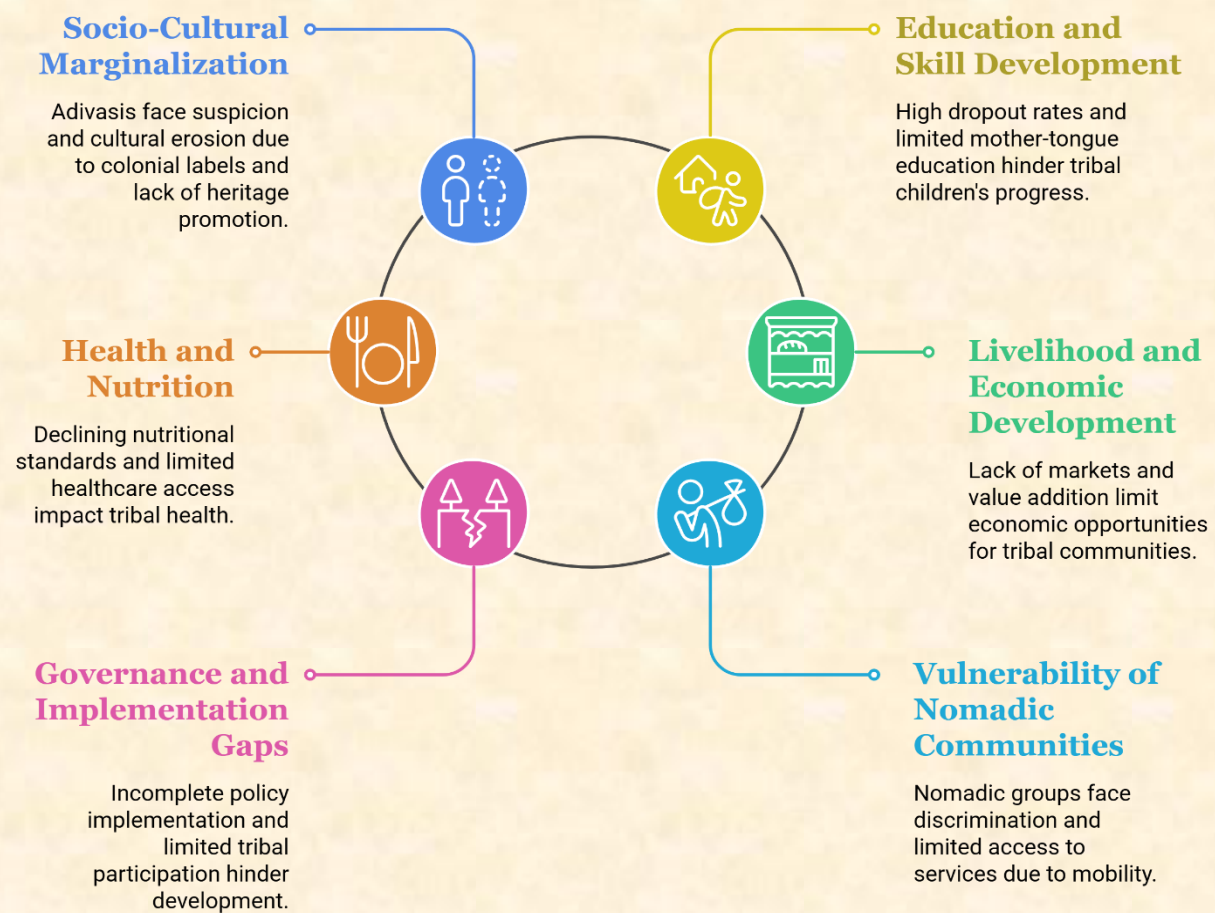 Socio-Cultural
Marginalization
Adivasis face suspicion
and cultural erosion due
to colonial labels and
lack of heritage
promotion.
Education and
Skill Development
High dropout rates and
limited mother-tongue
education hinder tribal
children's progress.
Health and
Nutrition
Declining nutritional
standards and limited
healthcare access
impact tribal health.
Livelihood and
Economic
Development
Lack of markets and
value addition limit
economic opportunities
for tribal communities.
Governance and
Implementation
Gaps
Incomplete policy
implementation and
limited tribal
participation hinder
development.
Vulnerability of
Nomadic
Communities
Nomadic groups face
discrimination and
limited access to
services due to mobility.